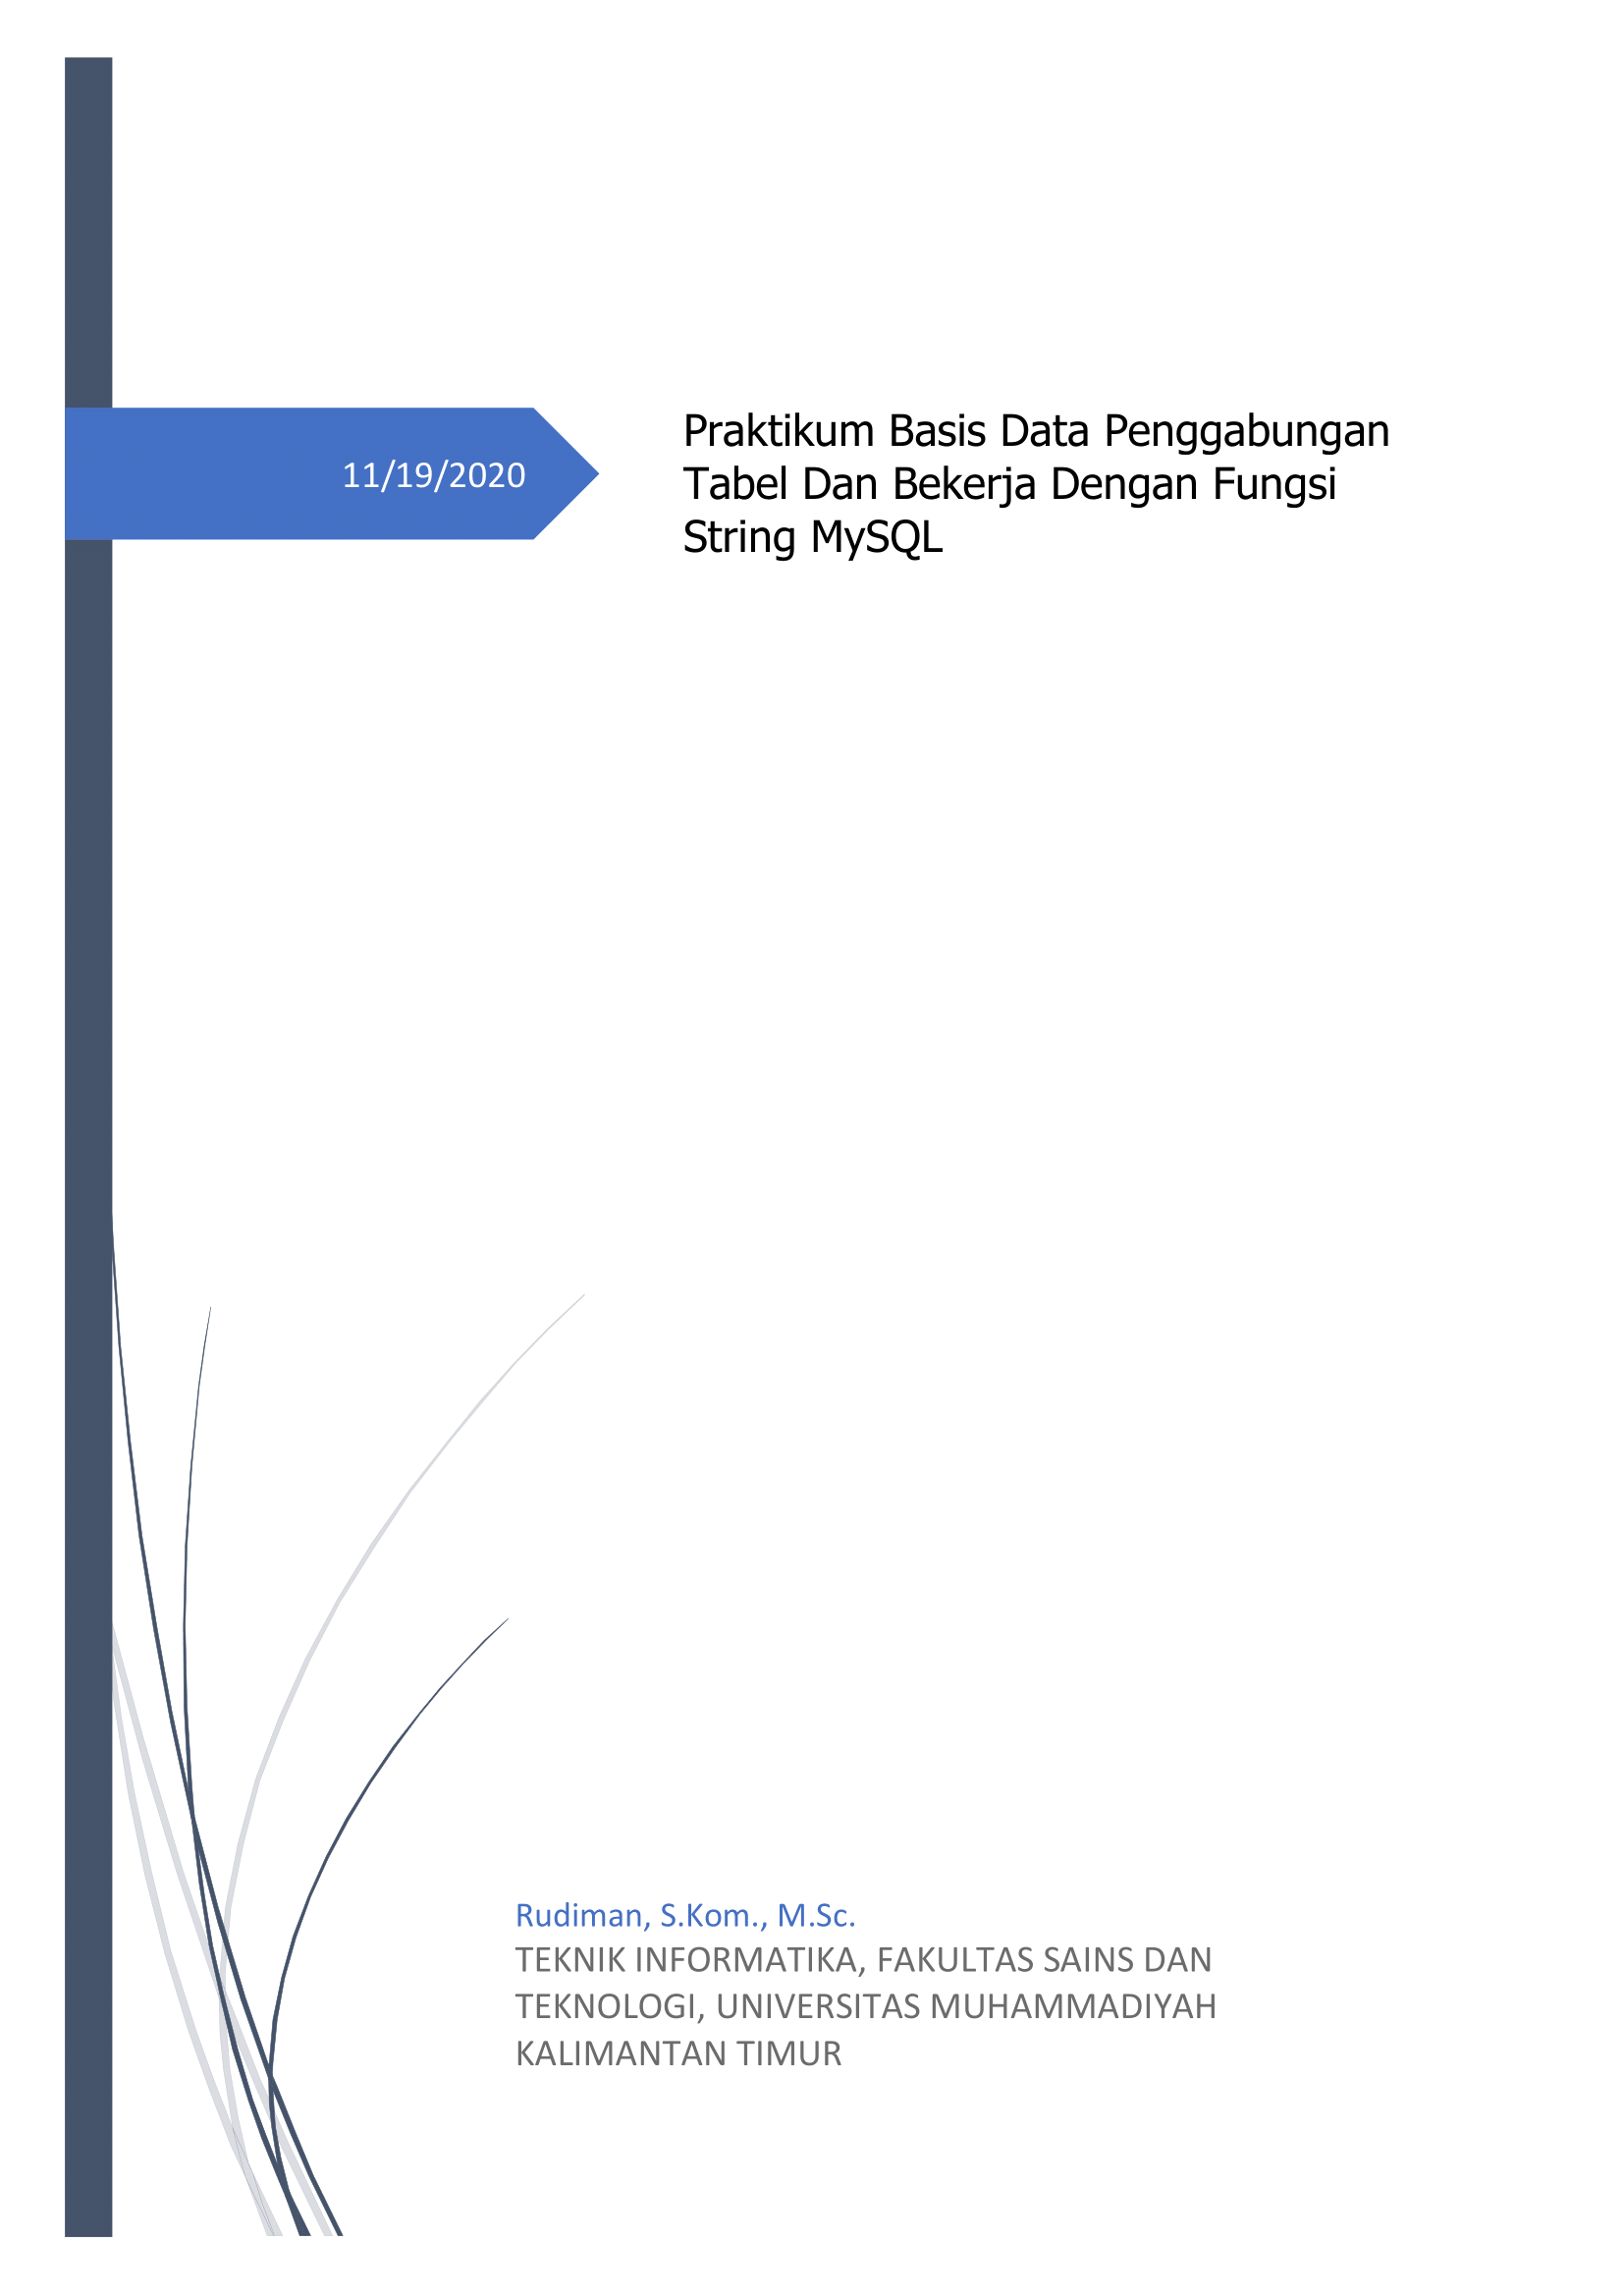 11/19/2020
Praktikum Basis Data Penggabungan
Tabel Dan Bekerja Dengan Fungsi
String MySQL
Rudiman, S.Kom., M.Sc.
TEKNIK INFORMATIKA, FAKULTAS SAINS DAN
TEKNOLOGI, UNIVERSITAS MUHAMMADIYAH
KALIMANTAN TIMUR